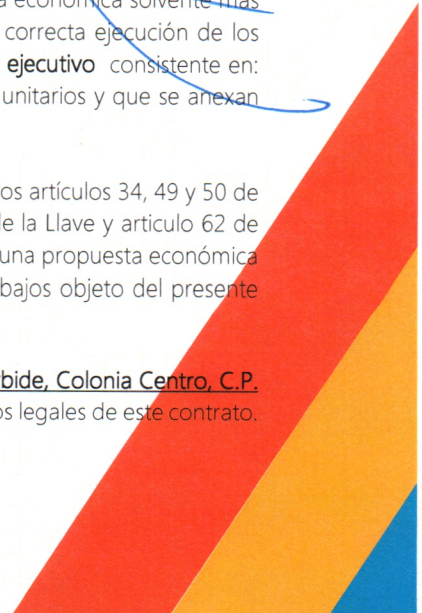 a económica solvente más
correcta ejecución de los
ejecutivo consistente en:
unitarios y que se anexan
os artículos 34, 49 y 50 de
de la Llave y articulo 62 de
una propuesta económica
bajos objeto del presente
bide, Colonia Centro, C.P.
os legales de este contrato.